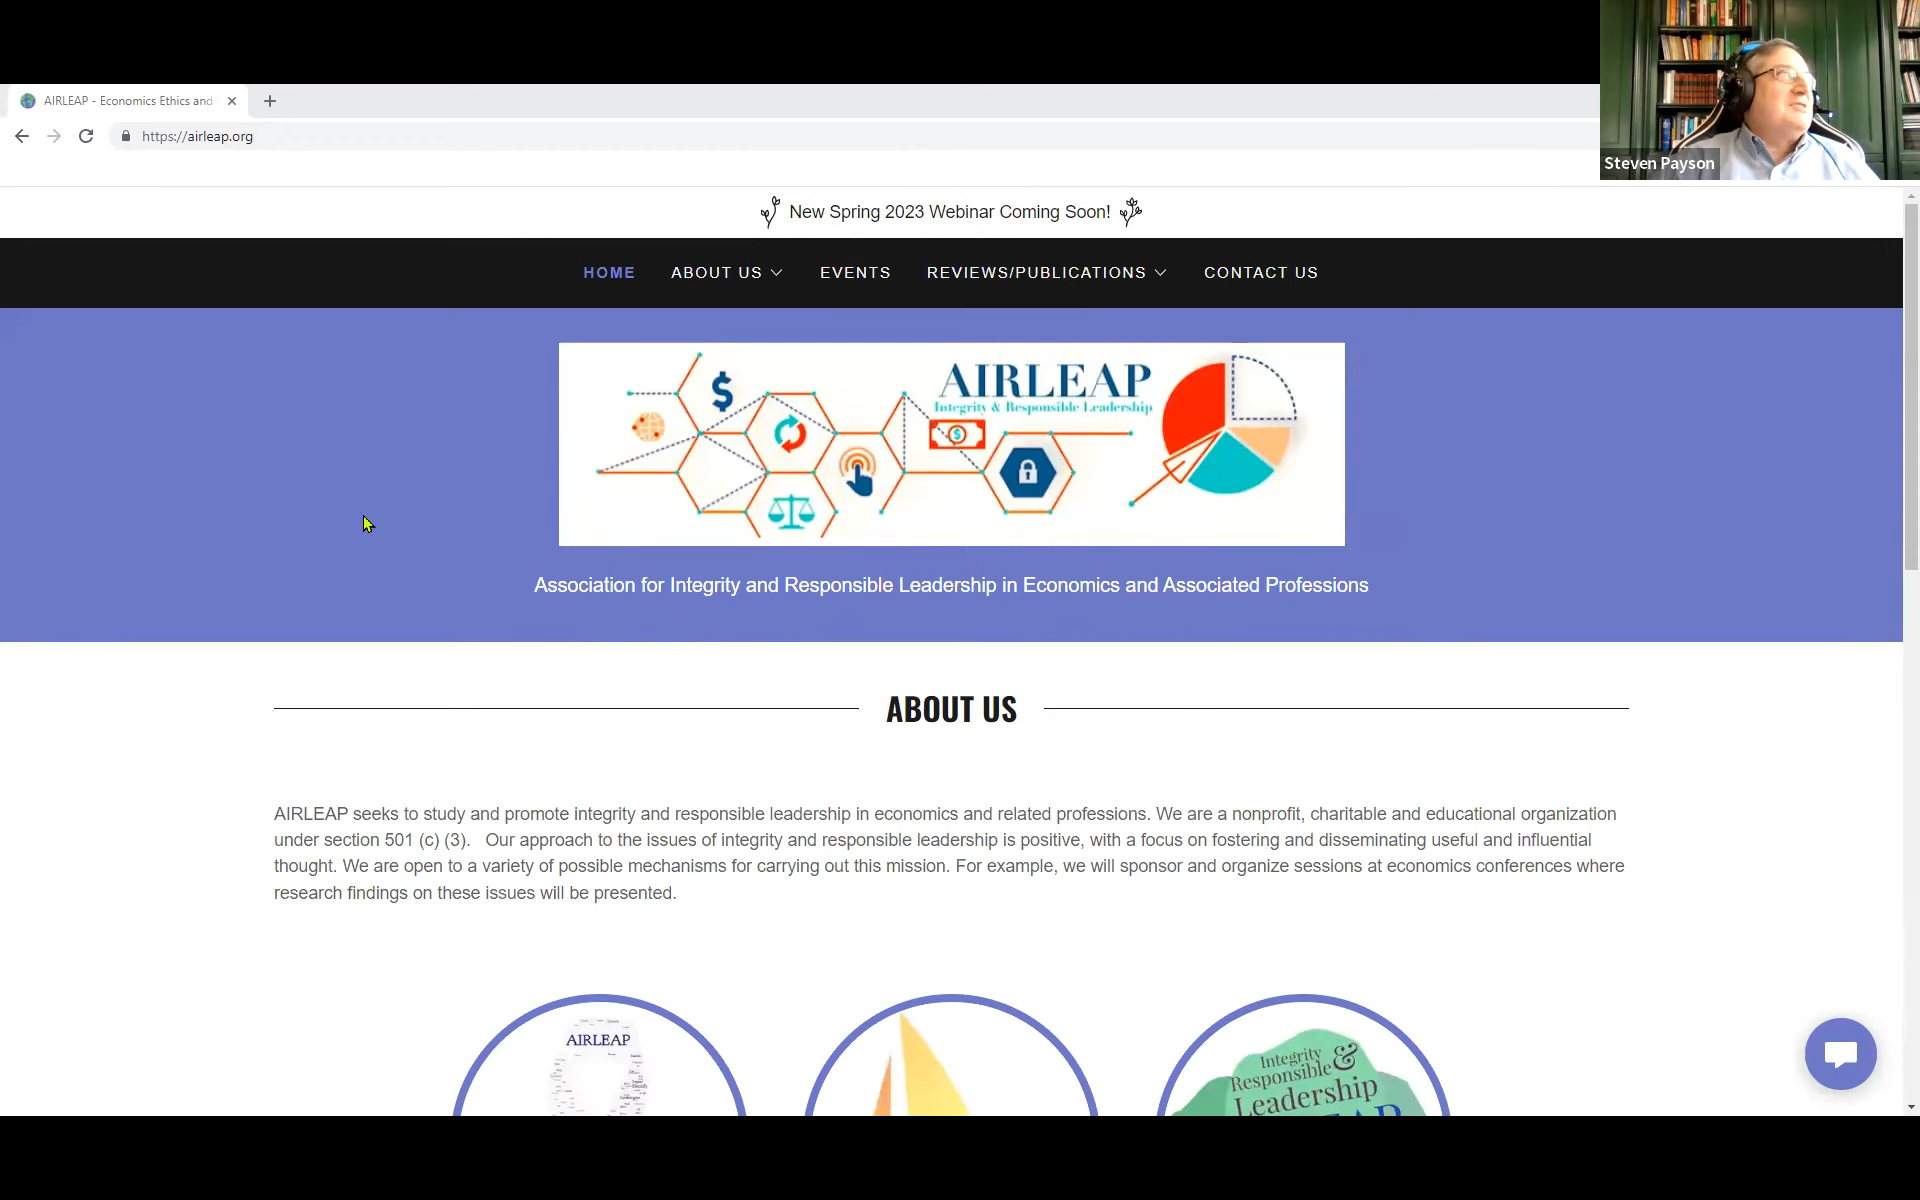 AIRLEAP - Economics Ethics and
https://airleap.org
Steven Payson
New Spring 2023 Webinar Coming Soon!
HOME ABOUT US EVENTS REVIEWS/PUBLICATIONS CONTACT US
AIRLEAP
Integrity & Responsible Leadership
Association for Integrity and Responsible Leadership in Economics and Associated Professions
ABOUT US
AIRLEAP seeks to study and promote integrity and responsible leadership in economics and related professions. We are a nonprofit, charitable and educational organization
under section 501 (c) (3). Our approach to the issues of integrity and responsible leadership is positive, with a focus on fostering and disseminating useful and influential
thought. We are open to a variety of possible mechanisms for carrying out this mission. For example, we will sponsor and organize sessions at economics conferences where
research findings on these issues will be presented.
AIRLEAP
Integrity &
Responsible
Leadership